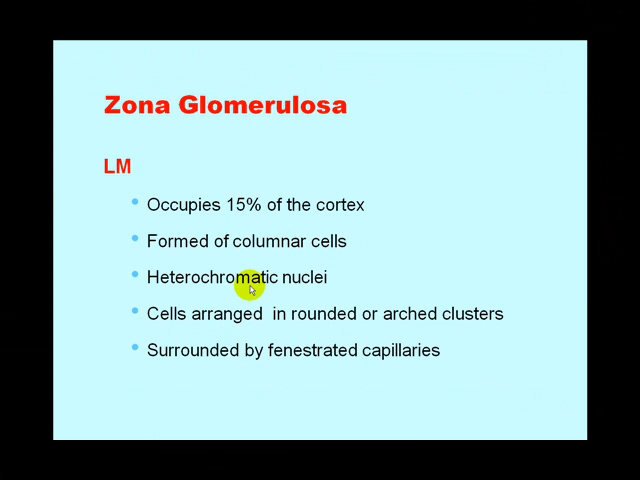 Zona Glomerulosa
LM
• Occupies 15% of the cortex
• Formed of columnar cells
• Heterochromatic nuclei
• Cells arranged  in rounded or arched clusters
• Surrounded by fenestrated capillaries